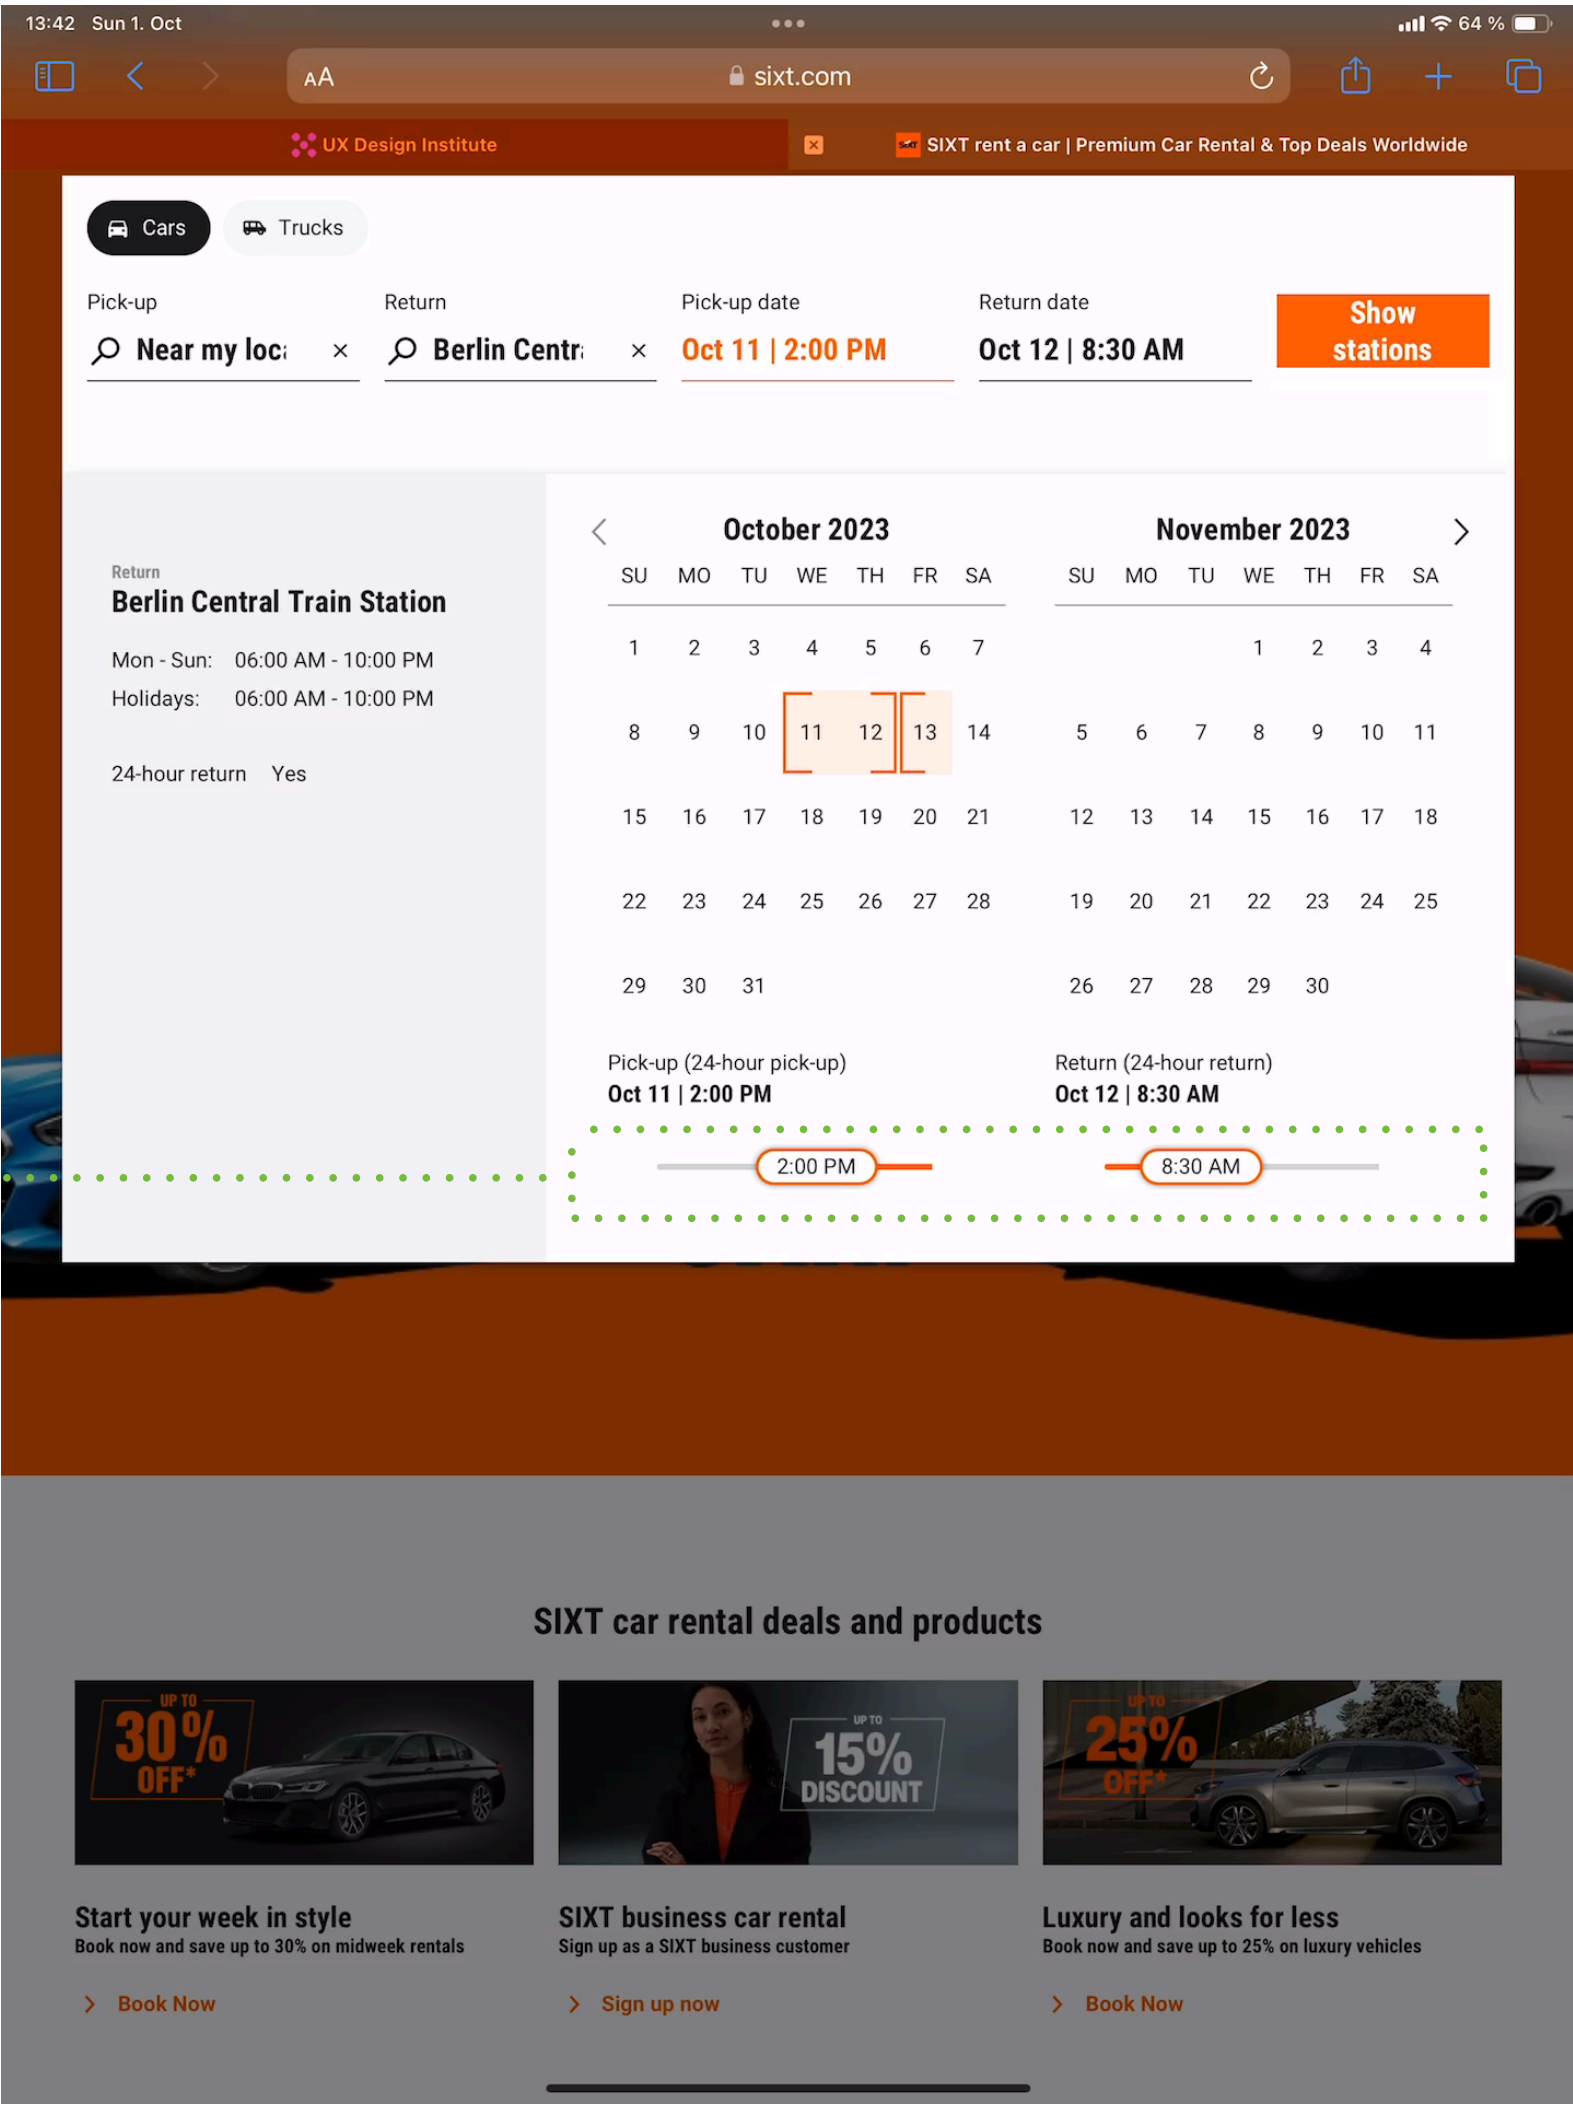 13:42 Sun 1. Oct
64 %
AA
sixt.com
UX Design Institute
SIXT rent a car | Premium Car Rental & Top Deals Worldwide
Cars
Trucks
Pick-up
Return
Pick-up date
Return date
Show
stations
Near my loc
Berlin Centr
Oct 11 | 2:00 PM
Oct 12 | 8:30 AM
Return
Berlin Central Train Station
Mon - Sun: 06:00 AM - 10:00 PM
Holidays: 06:00 AM - 10:00 PM
24-hour return Yes
October 2023
SU MO TU WE TH FR SA
1 2 3 4 5 6 7
8 9 10 11 12 13 14
15 16 17 18 19 20 21
22 23 24 25 26 27 28
29 30 31
November 2023
SU MO TU WE TH FR SA
1 2 3 4
5 6 7 8 9 10 11
12 13 14 15 16 17 18
19 20 21 22 23 24 25
26 27 28 29 30
Pick-up (24-hour pick-up)
Oct 11 | 2:00 PM
2:00 PM
Return (24-hour return)
Oct 12 | 8:30 AM
8:30 AM
SIXT car rental deals and products
UP TO
30%
OFF*
Start your week in style
Book now and save up to 30% on midweek rentals
Book Now
UP TO
15%
DISCOUNT
SIXT business car rental
Sign up as a SIXT business customer
Sign up now
UP TO
25%
OFF*
Luxury and looks for less
Book now and save up to 25% on luxury vehicles
Book Now